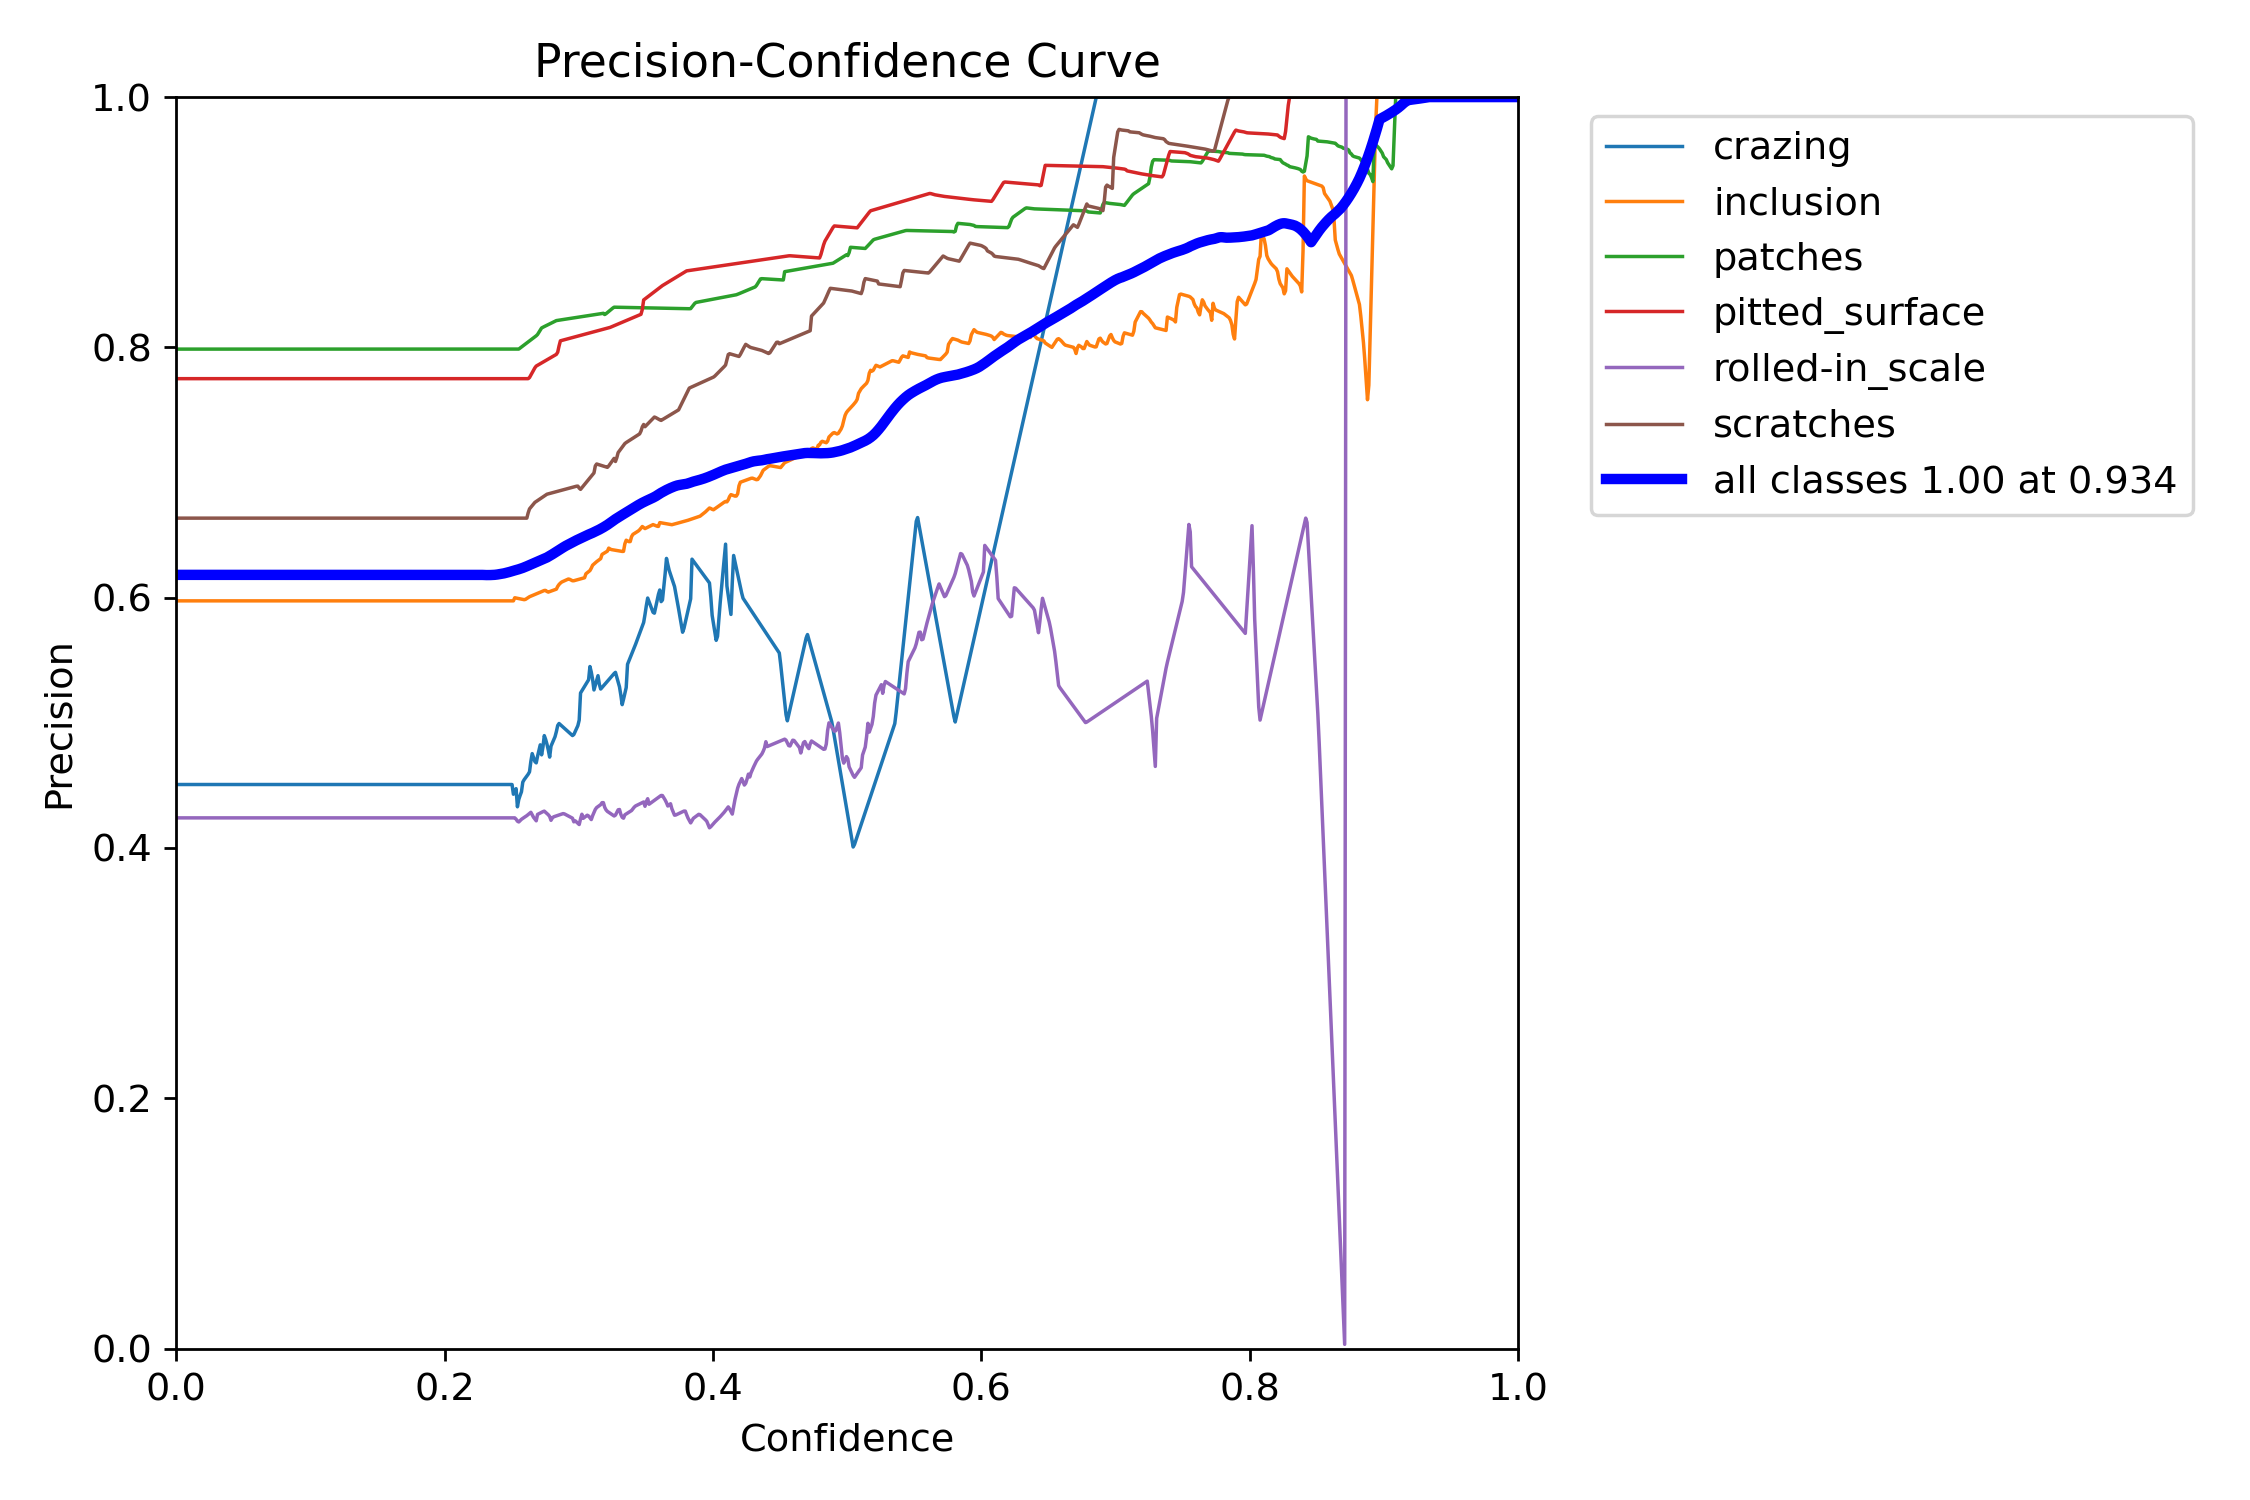 Precision-Confidence Curve
1.0
0.8
0.6
0.4
0.2
0.0
Precision
0.0 0.2 0.4 0.6 0.8 1.0
Confidence
crazing
inclusion
patches
pitted_surface
rolled-in_scale
scratches
all classes 1.00 at 0.934